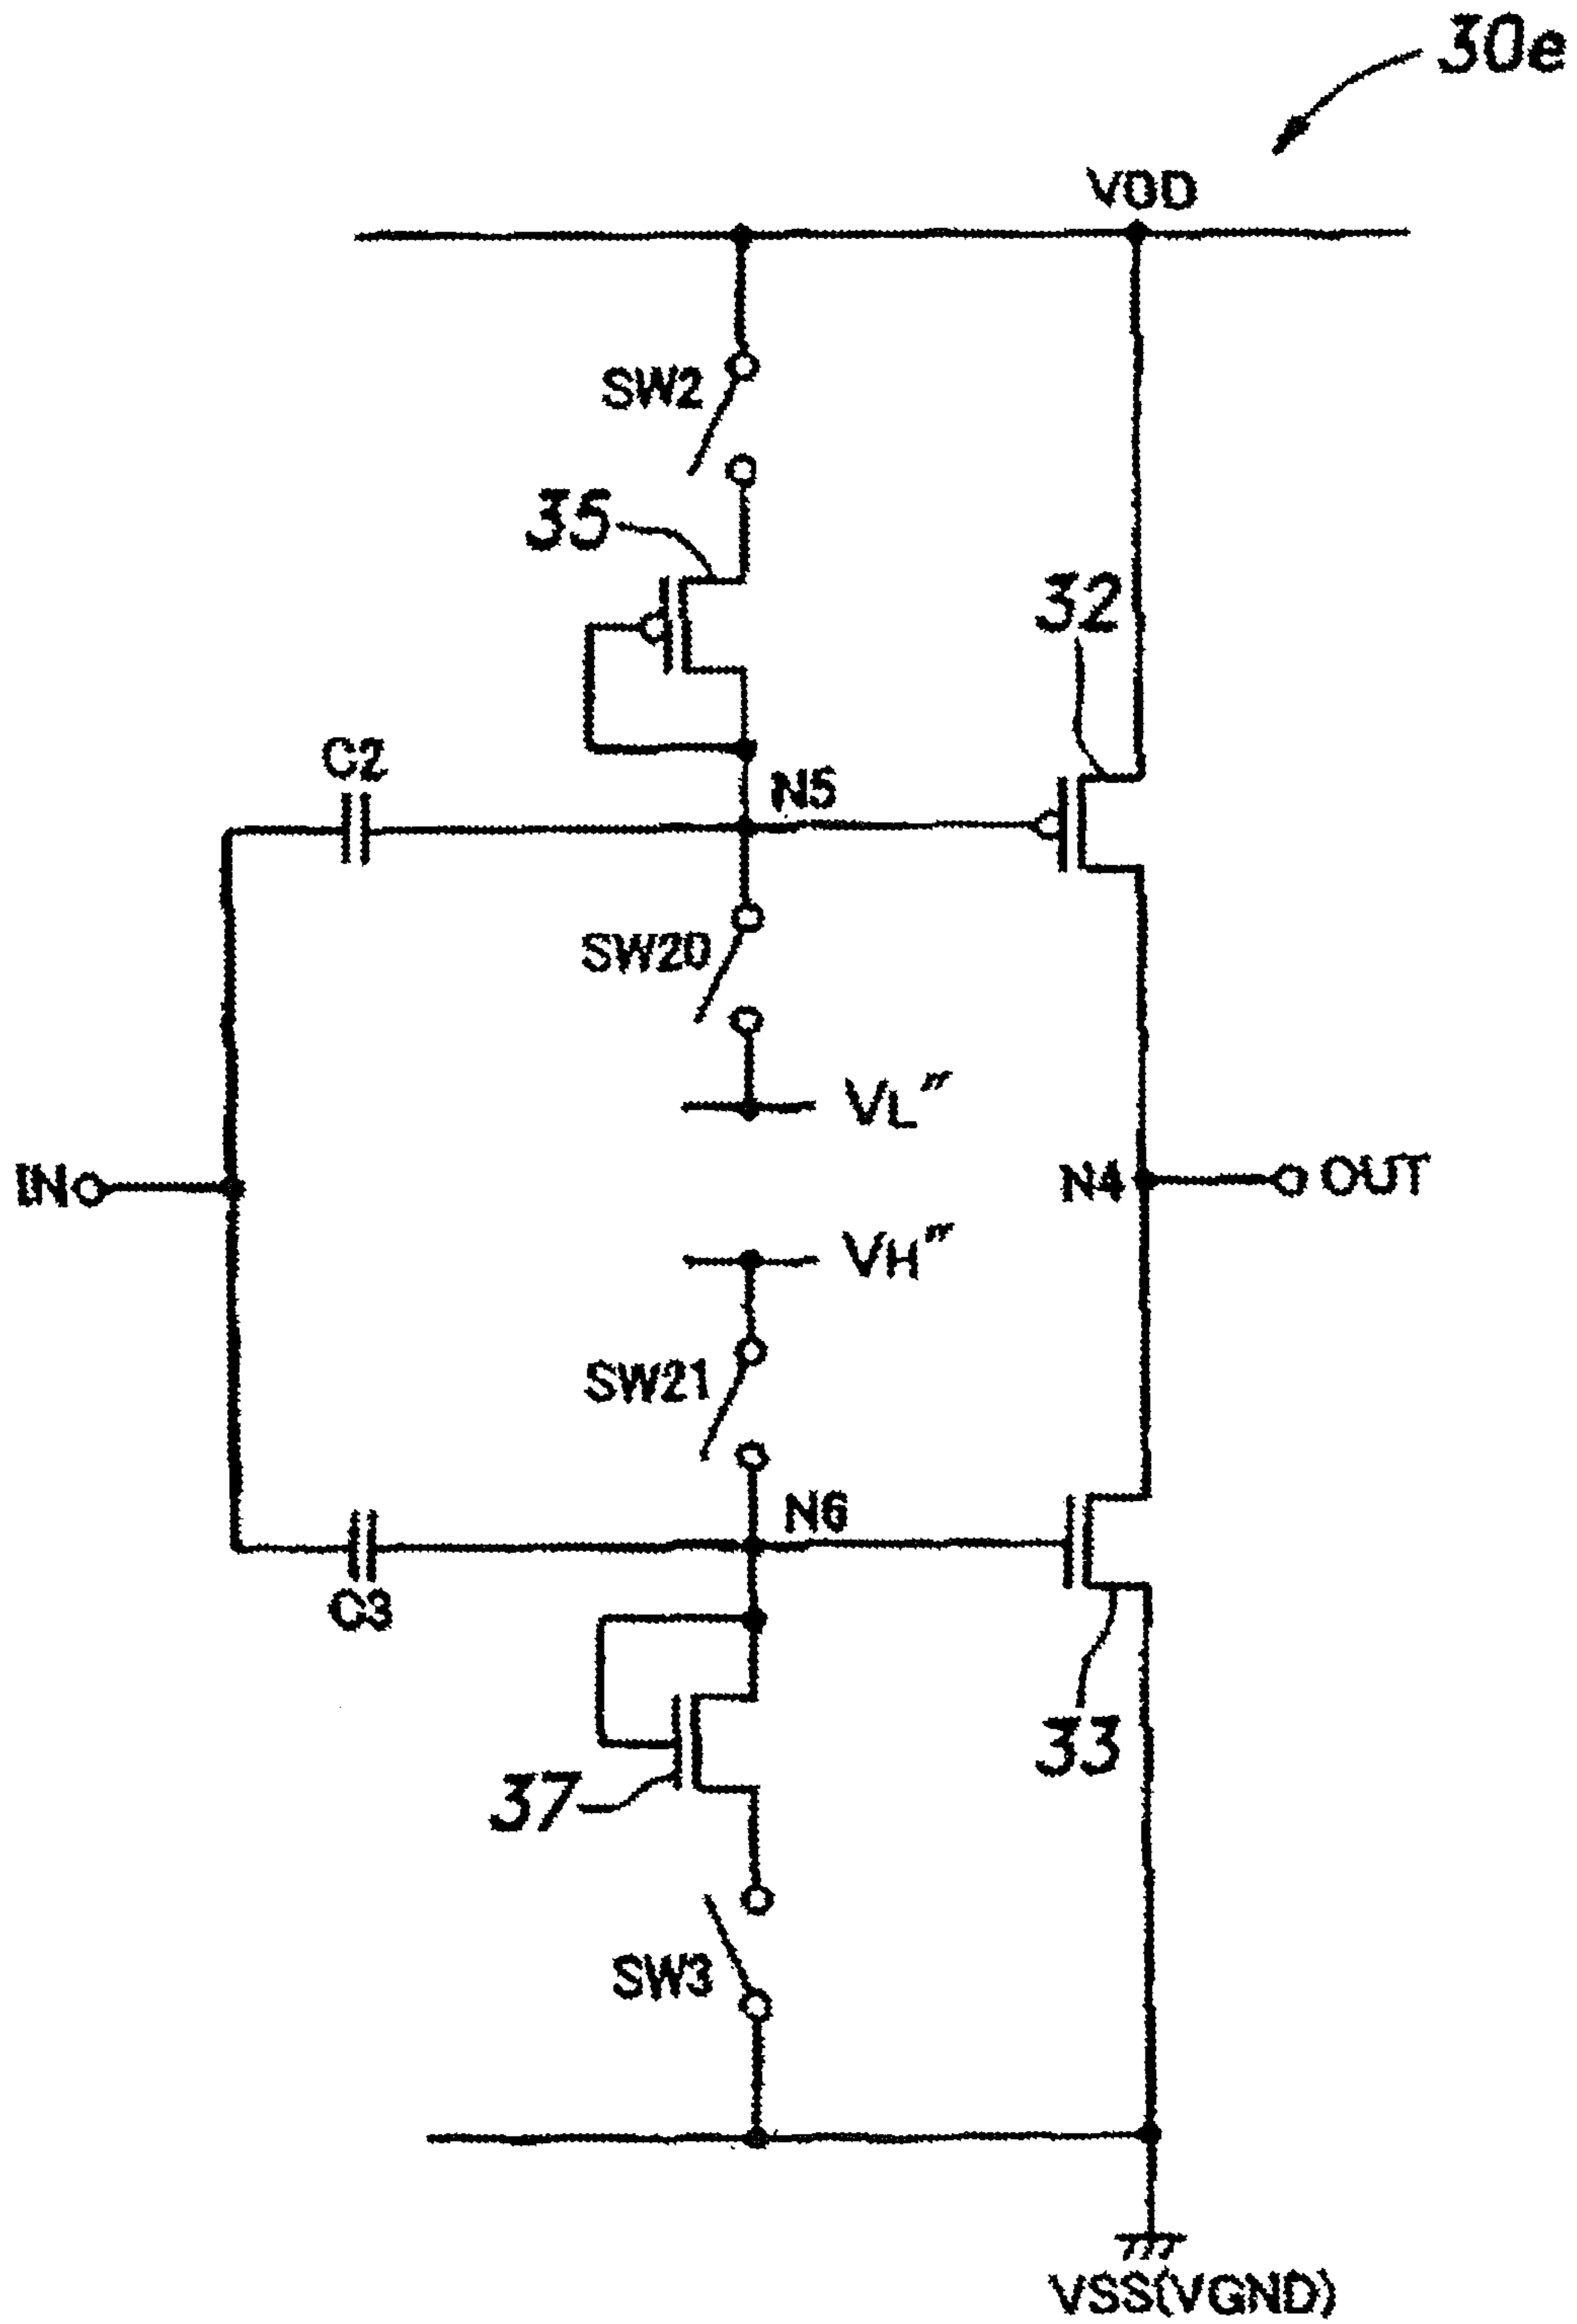 30e
VDD
SW2
35
32
C2
N5
SW20
VL"
IN
N4
OUT
VH"
SW21
N6
C3
33
37
SW3
VSS(VGND)